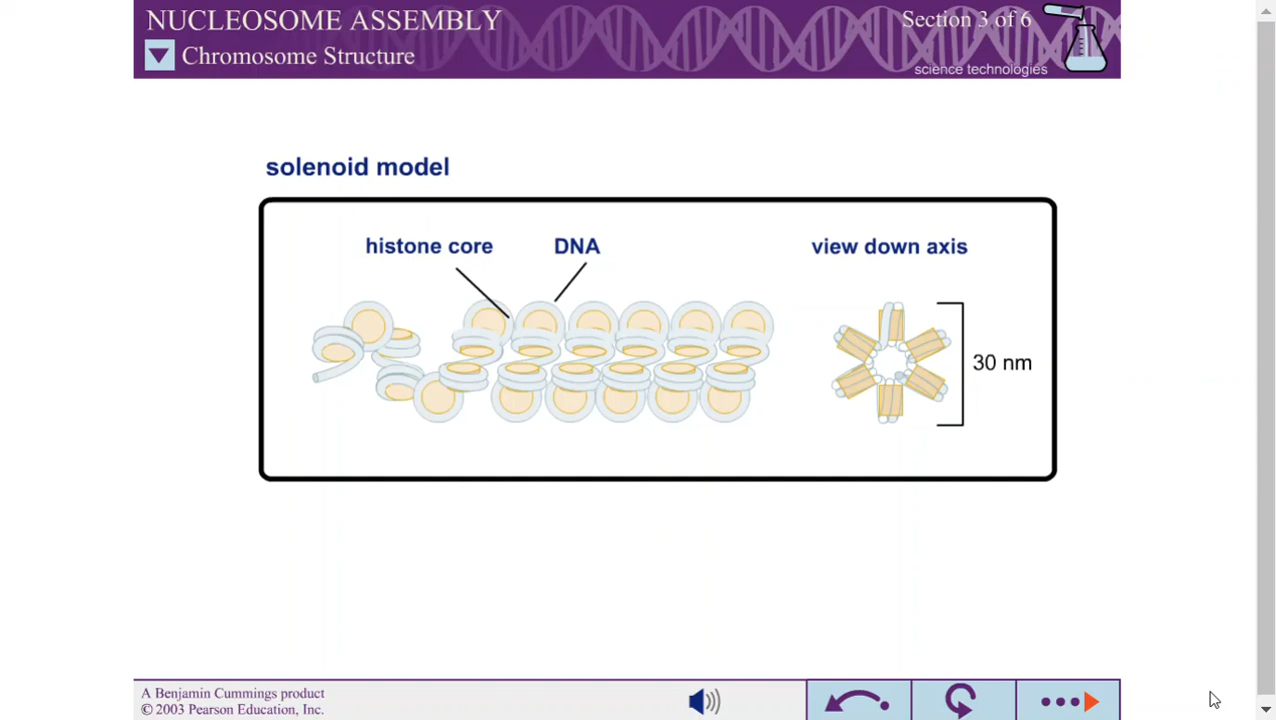 NUCLEOSOME ASSEMBLY
Section 3 of 6
Chromosome Structure
science technologies
solenoid model
histone core
DNA
view down axis
30 nm
A Benjamin Cummings product
© 2003 Pearson Education, Inc.